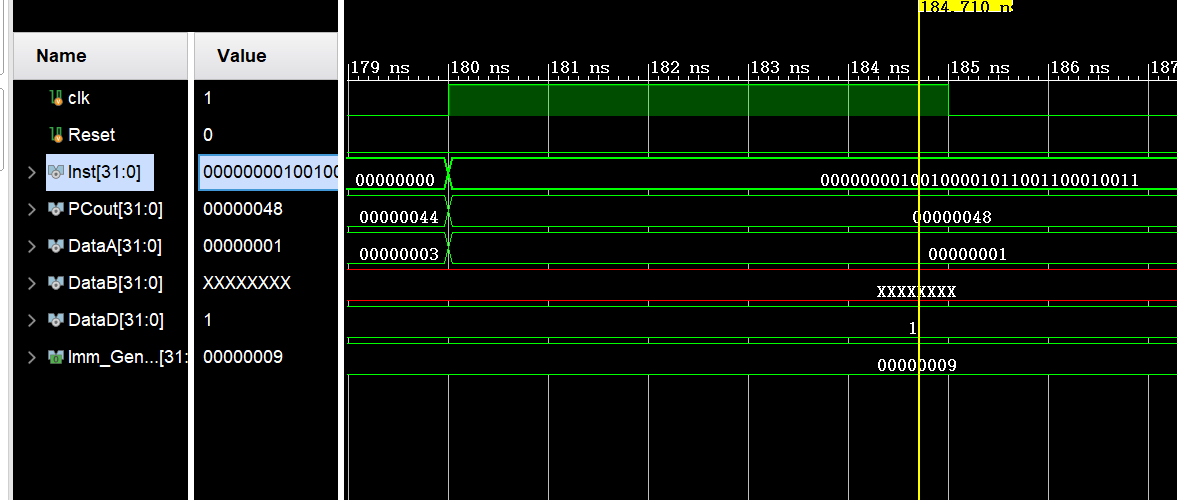 184.710 ns
Name Value
179 ns 180 ns 181 ns 182 ns 183 ns 184 ns 185 ns 186 ns 187
clk 1
Reset 0
Inst[31:0] 00000000100100 00000000 00000000100100001011001100010011
PCout[31:0] 00000048 00000044 00000048
DataA[31:0] 00000001 00000003 00000001
DataB[31:0] XXXXXXXX XXXXXXXX
DataD[31:0] 1 1
Imm_Gen...[31: 00000009 00000009